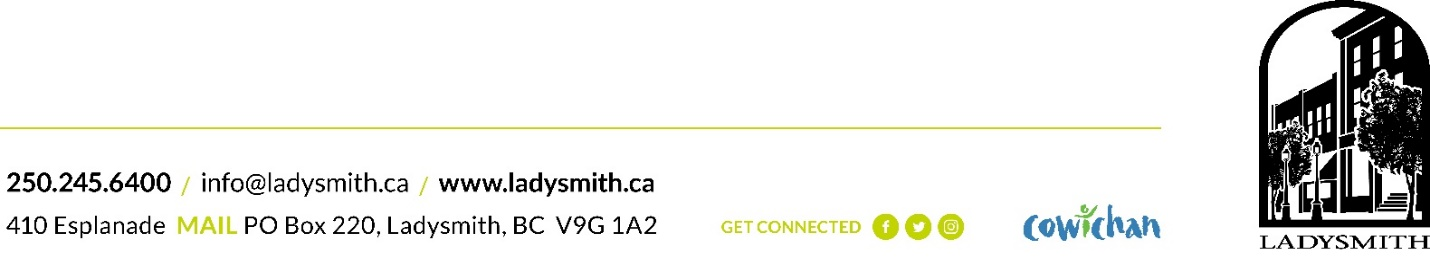 250.245.6400 / info@ladysmith.ca / www.ladysmith.ca
410 Esplanade MAIL PO Box 220, Ladysmith, BC V9G 1A2
GET CONNECTED
cowichan
LADYSMITH